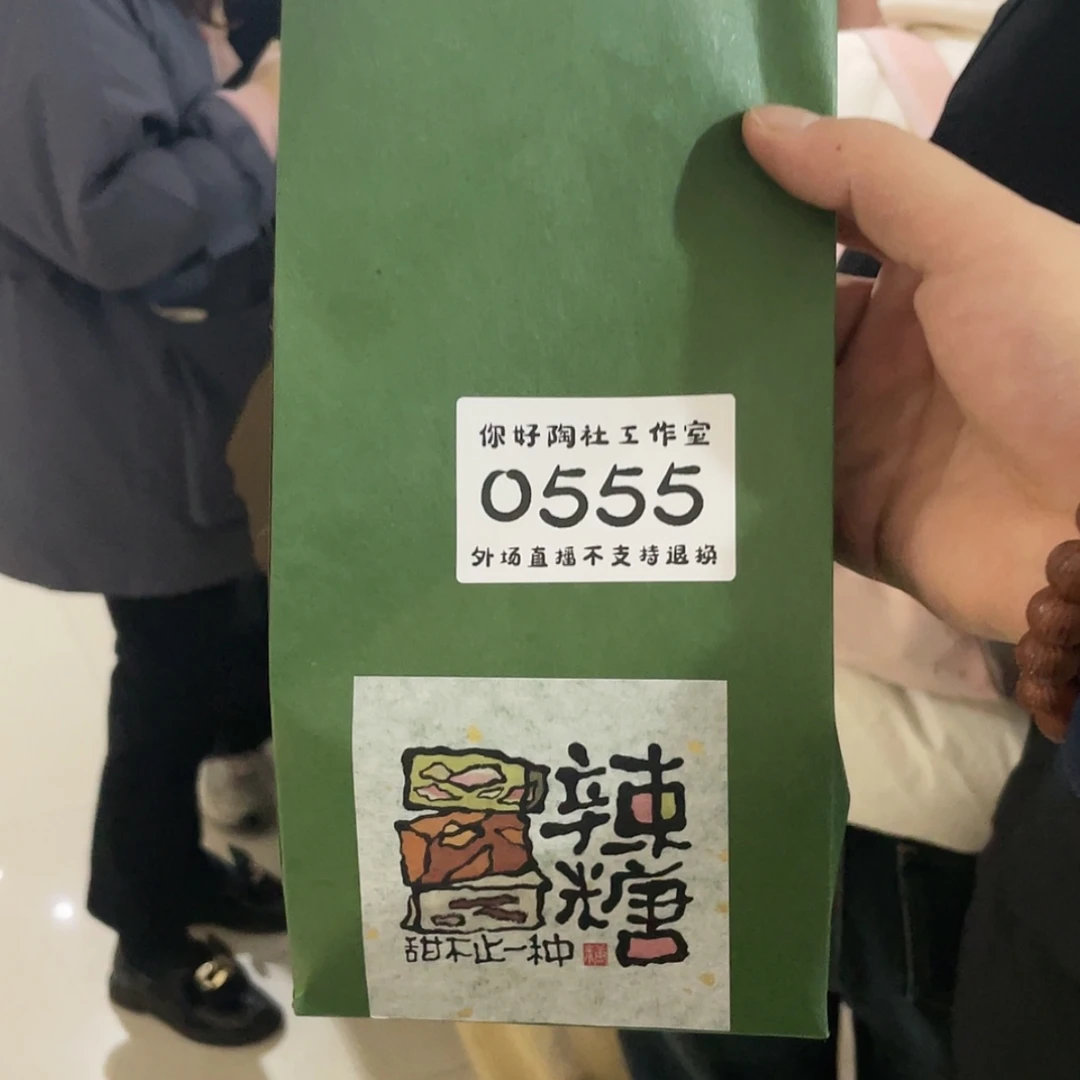 你好陶社工作室
0555
外场直播不支持退换
辣
糖
甜不止一种